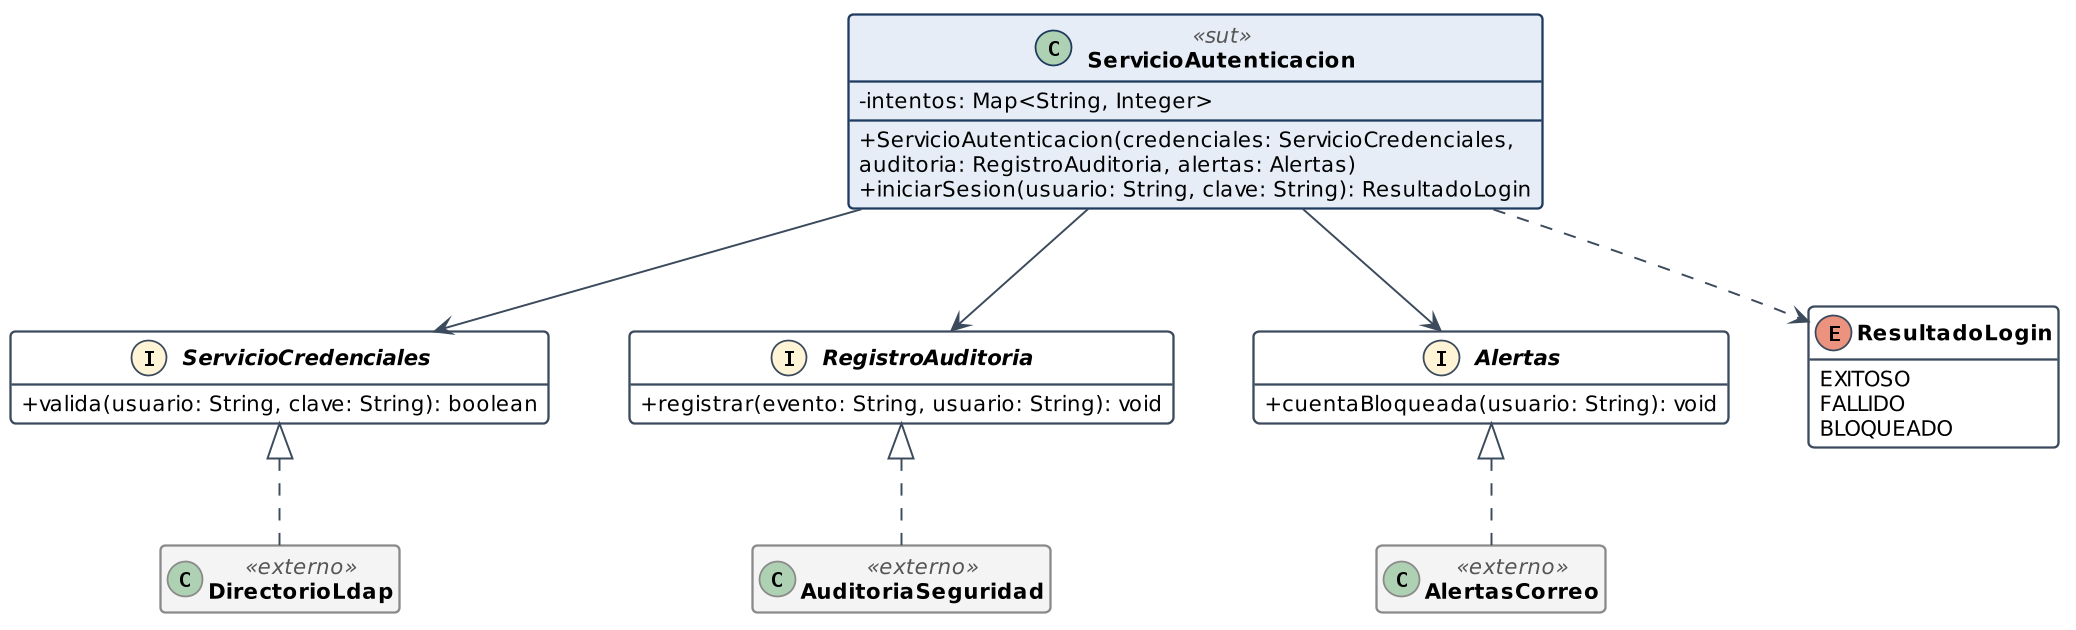 C
«sut»
ServicioAutenticacion
-intentos: Map<String, Integer>
+ServicioAutenticacion(credenciales: ServicioCredenciales,
auditoria: RegistroAuditoria, alertas: Alertas)
+iniciarSesion(usuario: String, clave: String): ResultadoLogin
I
ServicioCredenciales
+valida(usuario: String, clave: String): boolean
I
RegistroAuditoria
+registrar(evento: String, usuario: String): void
I
Alertas
+cuentaBloqueada(usuario: String): void
E
ResultadoLogin
EXITOSO
FALLIDO
BLOQUEADO
C
«externo»
DirectorioLdap
C
«externo»
AuditoriaSeguridad
C
«externo»
AlertasCorreo